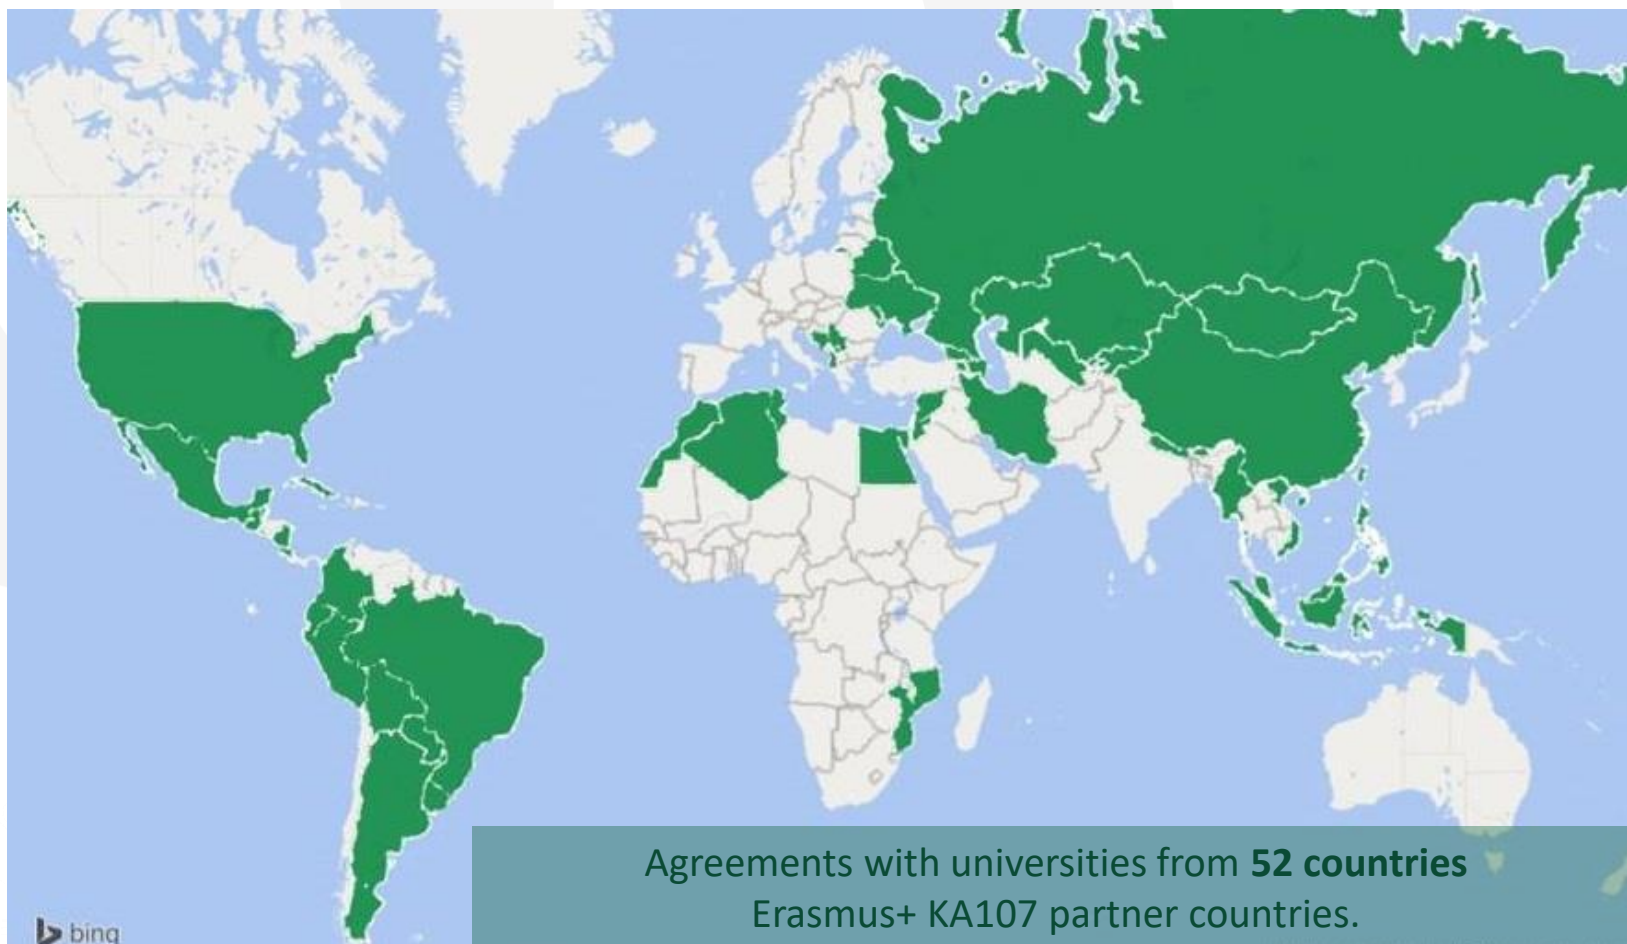 Agreements with universities from 52 countries
Erasmus+ KA107 partner countries.
bing